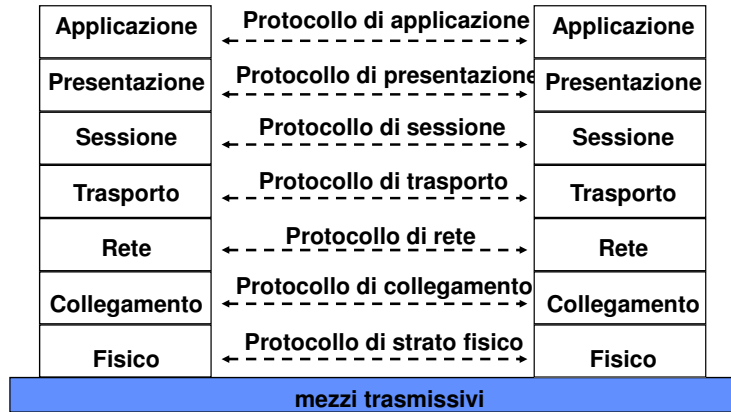 Applicazione Protocollo di applicazione Applicazione
Presentazione Protocollo di presentazione Presentazione
Sessione Protocollo di sessione Sessione
Trasporto Protocollo di trasporto Trasporto
Rete Protocollo di rete Rete
Collegamento Protocollo di collegamento Collegamento
Fisico Protocollo di strato fisico Fisico
mezzi trasmissivi